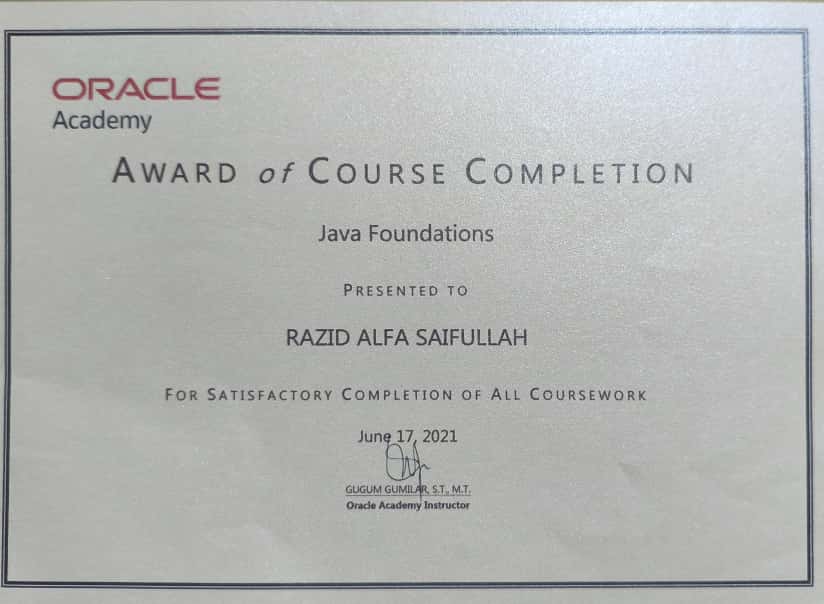 ORACLE
Academy
AWARD of COURSE COMPLETION
Java Foundations
PRESENTED TO
RAZID ALFA SAIFULLAH
FOR SATISFACTORY COMPLETION OF ALL COURSEWORK
June 17, 2021
GUGUM GUMILAR, S.T., M.T.
Oracle Academy Instructor